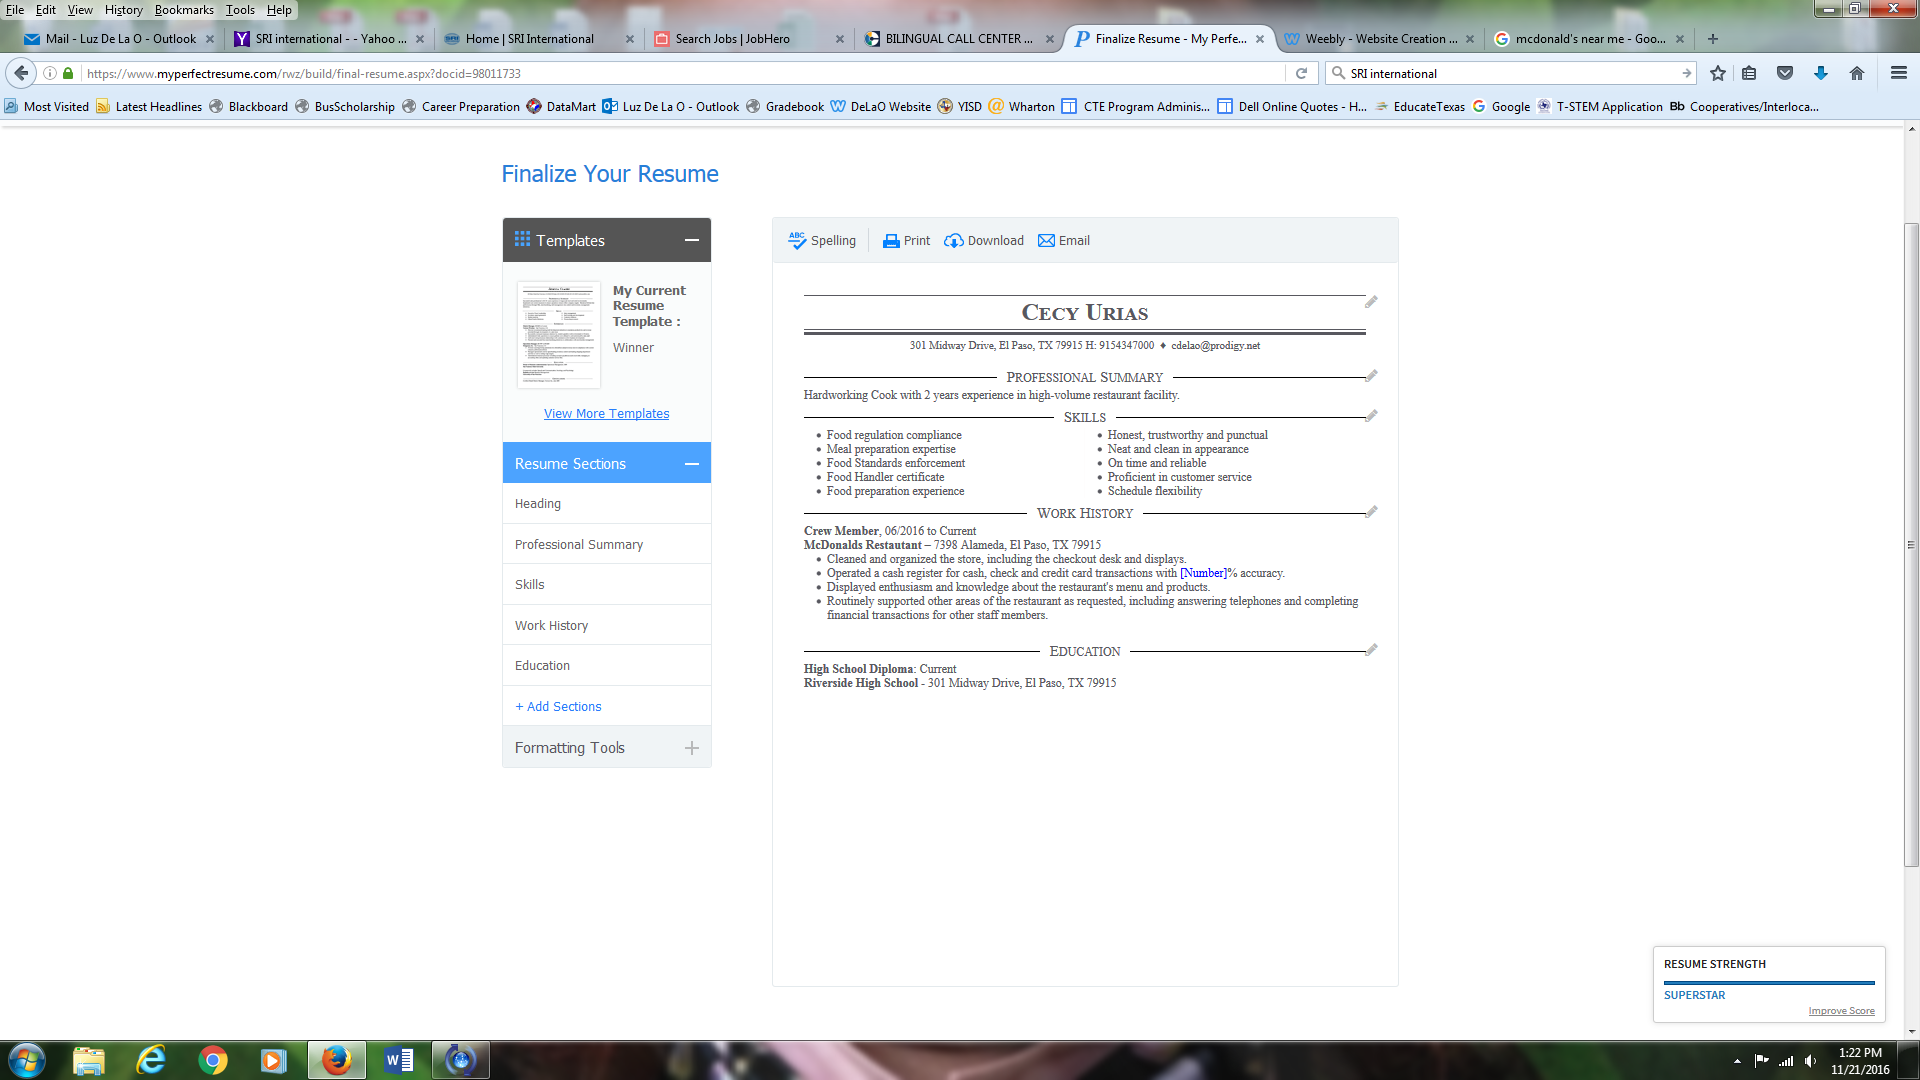 File Edit View History Bookmarks Tools Help
Mail - Luz De La O - Outlook
SRI international - - Yahoo ...
Home | SRI International
Search Jobs | JobHero
BILINGUAL CALL CENTER ...
Finalize Resume - My Perfe...
Weebly - Website Creation ...
mcdonald's near me - Goo...
https://www.myperfectresume.com/rwz/build/final-resume.aspx?docid=98011733
SRI international
Most Visited Latest Headlines Blackboard BusScholarship Career Preparation DataMart Luz De La O - Outlook Gradebook DeLaO Website YISD Wharton CTE Program Adminis... Dell Online Quotes - H... EducateTexas Google T-STEM Application Bb Cooperatives/Interloca...
Finalize Your Resume
Templates
My Current
Resume
Template :
Winner
View More Templates
Resume Sections
Heading
Professional Summary
Skills
Work History
Education
+ Add Sections
Formatting Tools
ABC Spelling Print Download Email
CECY URIAS
301 Midway Drive, El Paso, TX 79915 H: 9154347000 ♦ cdelao@prodigy.net
PROFESSIONAL SUMMARY
Hardworking Cook with 2 years experience in high-volume restaurant facility.
SKILLS
• Food regulation compliance
• Meal preparation expertise
• Food Standards enforcement
• Food Handler certificate
• Food preparation experience
• Honest, trustworthy and punctual
• Neat and clean in appearance
• On time and reliable
• Proficient in customer service
• Schedule flexibility
WORK HISTORY
Crew Member, 06/2016 to Current
McDonalds Restautant – 7398 Alameda, El Paso, TX 79915
• Cleaned and organized the store, including the checkout desk and displays.
• Operated a cash register for cash, check and credit card transactions with [Number]% accuracy.
• Displayed enthusiasm and knowledge about the restaurant's menu and products.
• Routinely supported other areas of the restaurant as requested, including answering telephones and completing
financial transactions for other staff members.
EDUCATION
High School Diploma: Current
Riverside High School - 301 Midway Drive, El Paso, TX 79915
RESUME STRENGTH
SUPERSTAR
Improve Score
1:22 PM
11/21/2016